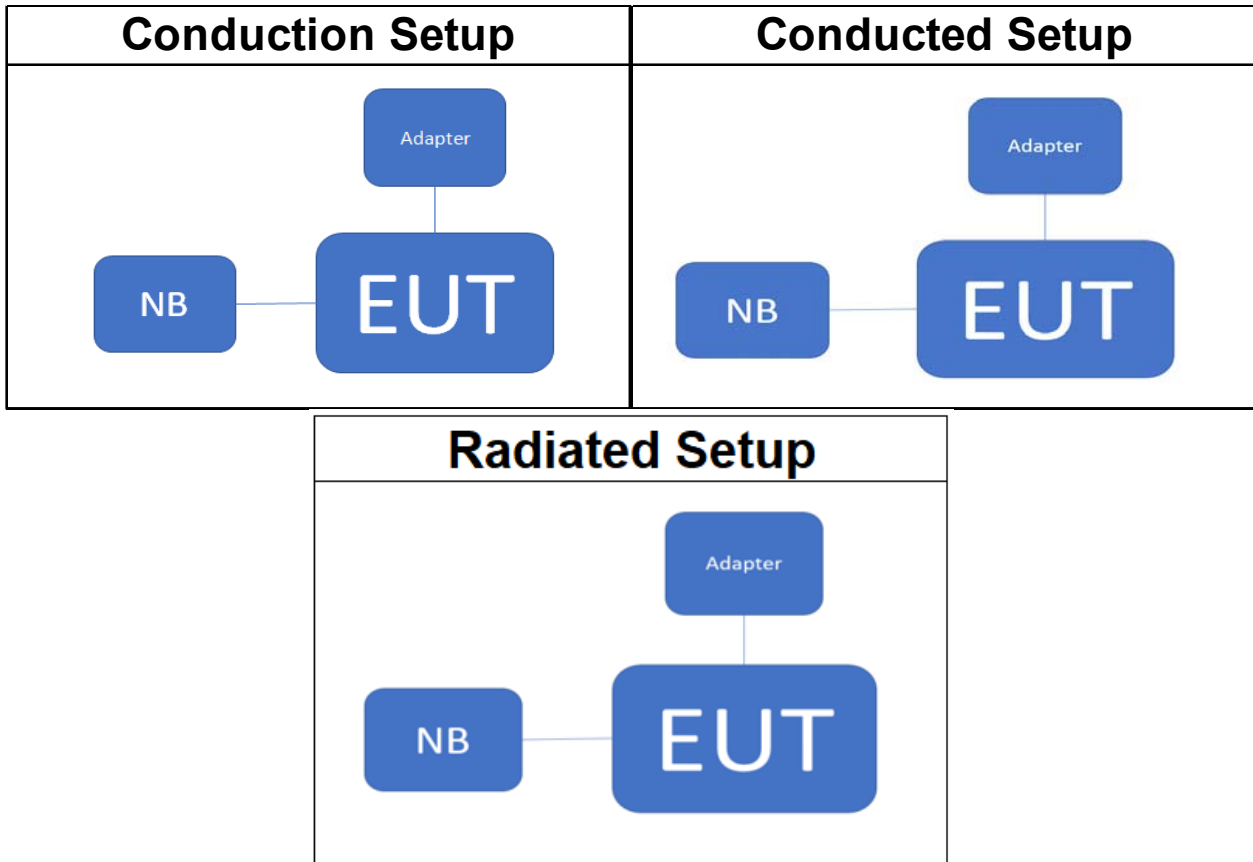 Conduction Setup
Conducted Setup
Adapter
Adapter
NB
EUT
NB
EUT
Radiated Setup
Adapter
NB
EUT